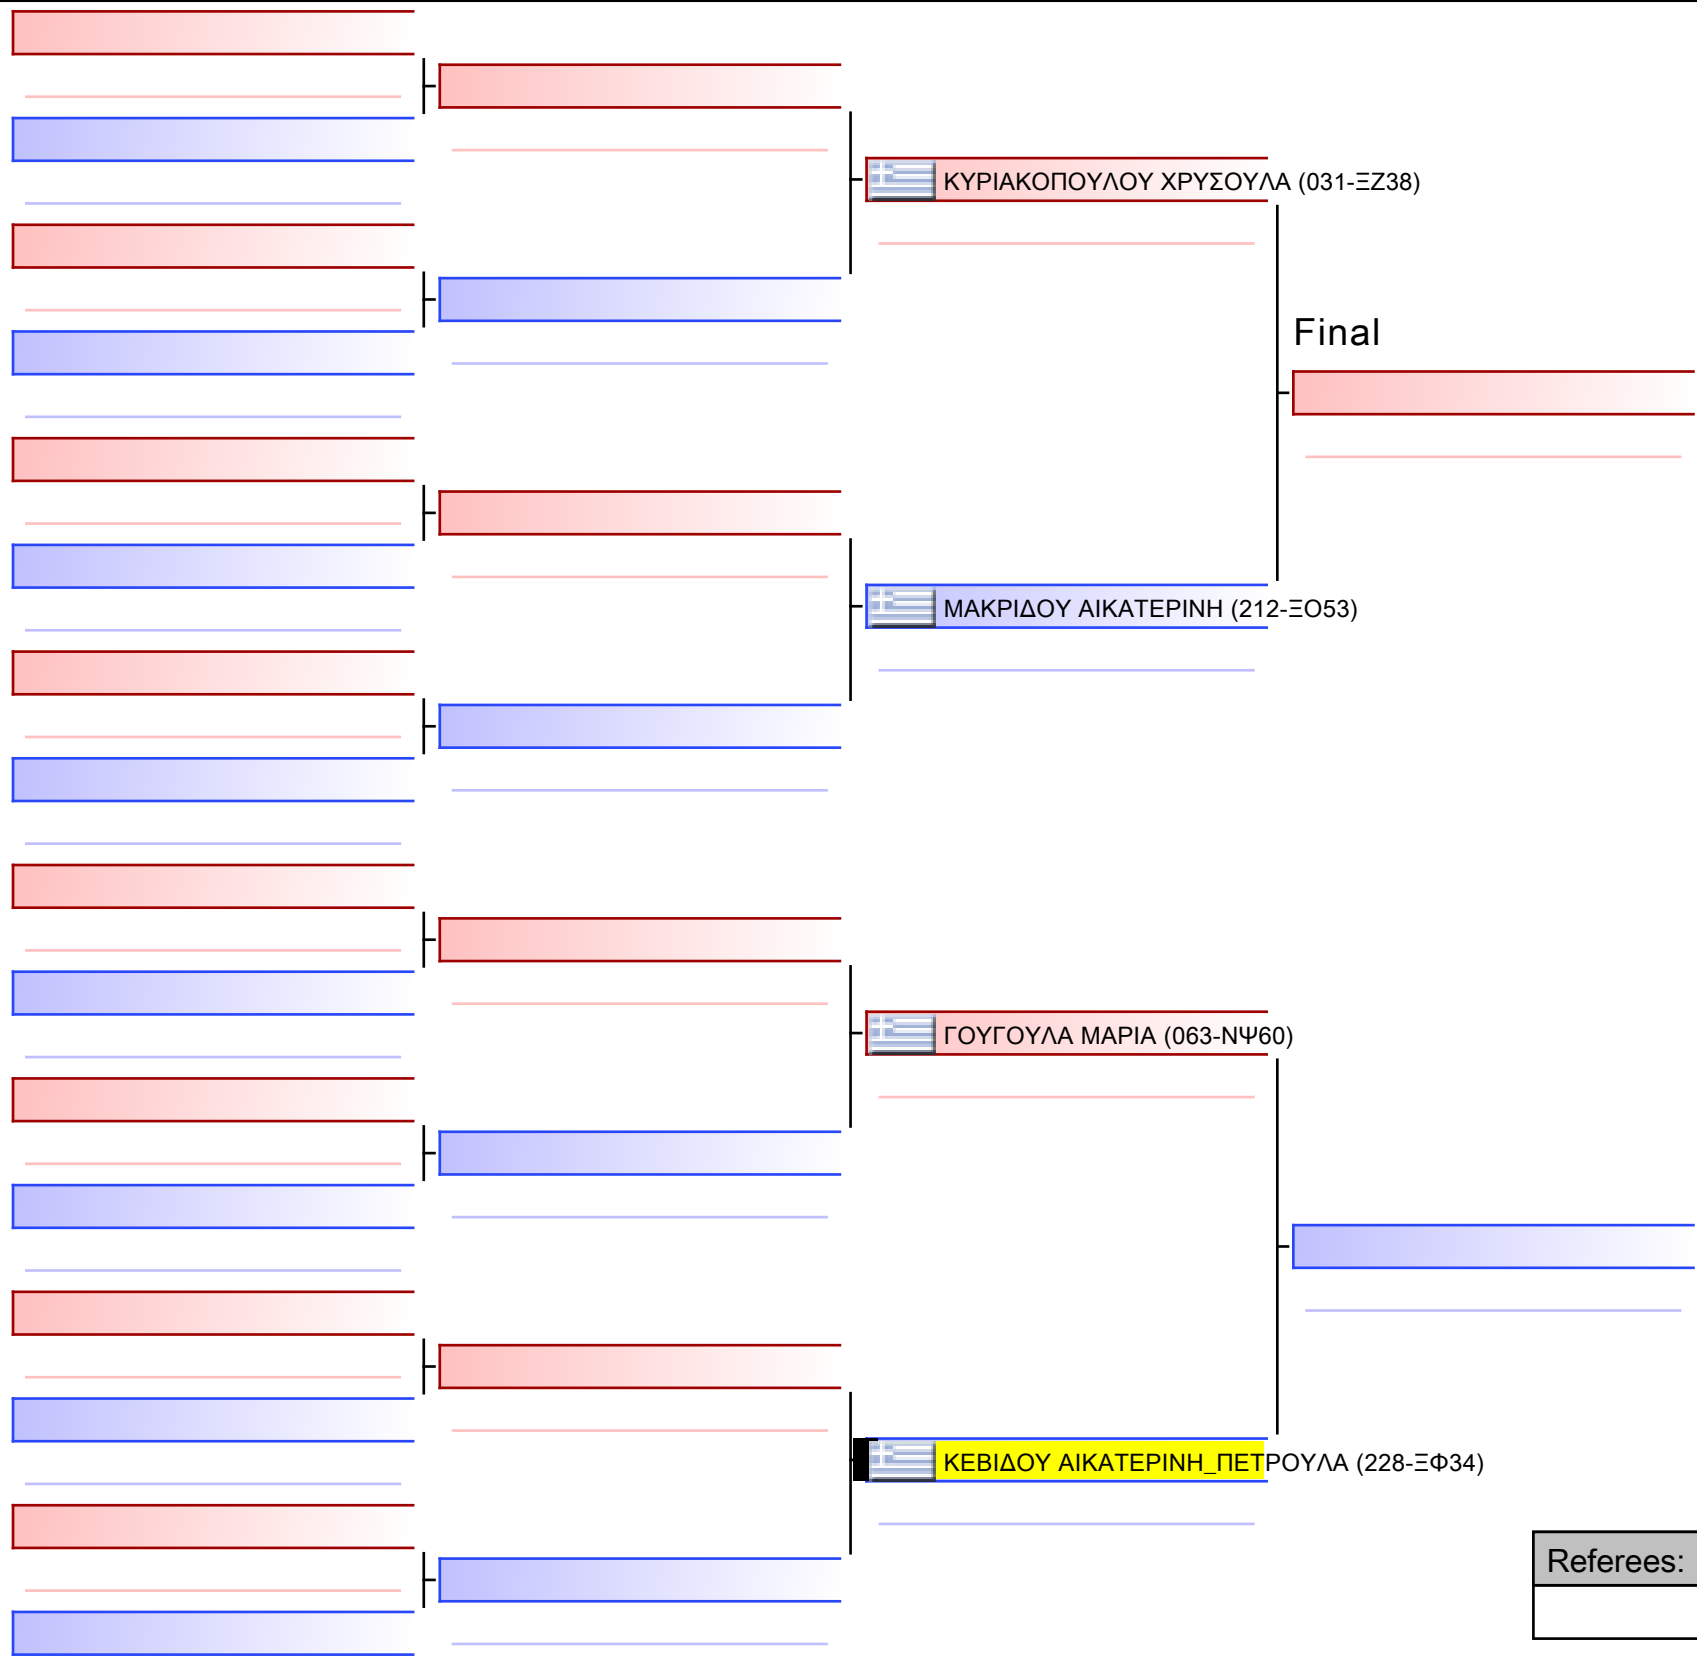 ΚΥΡΙΑΚΟΠΟΥΛΟΥ ΧΡΥΣΟΥΛΑ (031-ΞΖ38)
Final
ΜΑΚΡΙΔΟΥ ΑΙΚΑΤΕΡΙΝΗ (212-ΞΟ53)
ΓΟΥΓΟΥΛΑ ΜΑΡΙΑ (063-ΝΨ60)
ΚΕΒΙΔΟΥ ΑΙΚΑΤΕΡΙΝΗ_ΠΕΤΡΟΥΛΑ (228-ΞΦ34)
Referees: